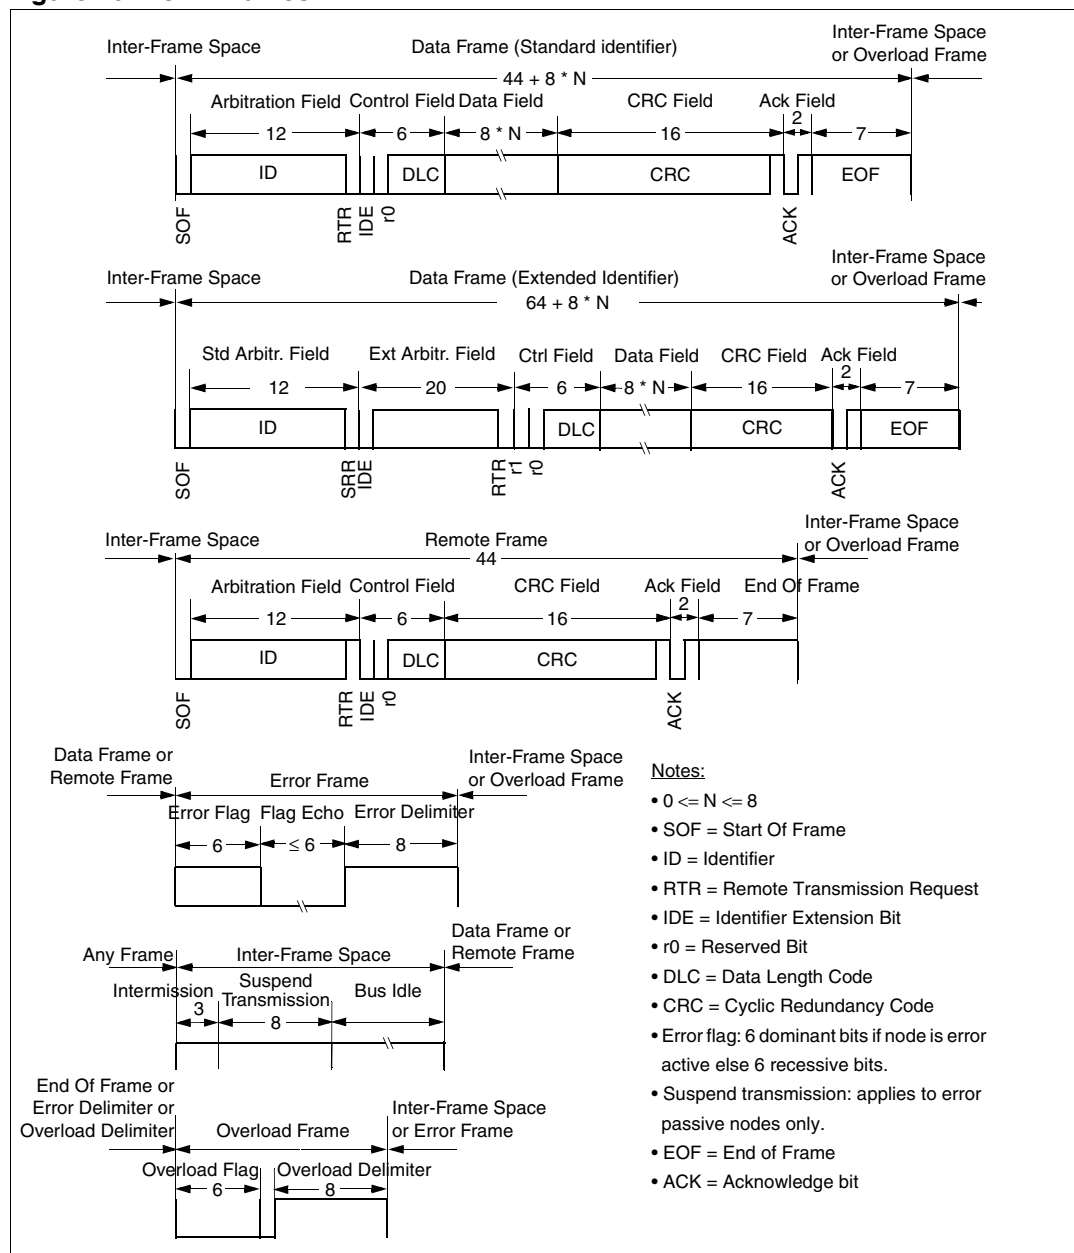 Inter-Frame Space
Data Frame (Standard identifier)
Inter-Frame Space
or Overload Frame
44 + 8 * N
Arbitration Field Control Field Data Field CRC Field Ack Field
12 6 8 * N 16 2 7
ID DLC CRC EOF
SOF RTR IDE r0 ACK
Inter-Frame Space
Data Frame (Extended Identifier)
Inter-Frame Space
or Overload Frame
64 + 8 * N
Std Arbitr. Field Ext Arbitr. Field Ctrl Field Data Field CRC Field Ack Field
12 20 6 8 * N 16 2 7
ID DLC CRC EOF
SOF SRR IDE RTR r1 r0 ACK
Inter-Frame Space
Remote Frame
Inter-Frame Space
or Overload Frame
44
Arbitration Field Control Field CRC Field Ack Field End Of Frame
12 6 16 2 7
ID DLC CRC
SOF RTR IDE r0 ACK
Data Frame or
Remote Frame
Error Frame
Inter-Frame Space
or Overload Frame
Error Flag Flag Echo Error Delimiter
6 ≤ 6 8
Any Frame
Inter-Frame Space
Data Frame or
Remote Frame
Intermission
Suspend
Transmission
Bus Idle
3 8
End Of Frame or
Error Delimiter or
Overload Delimiter
Overload Frame
Inter-Frame Space
or Error Frame
Overload Flag Overload Delimiter
6 8
Notes:
• 0 <= N <= 8
• SOF = Start Of Frame
• ID = Identifier
• RTR = Remote Transmission Request
• IDE = Identifier Extension Bit
• r0 = Reserved Bit
• DLC = Data Length Code
• CRC = Cyclic Redundancy Code
• Error flag: 6 dominant bits if node is error
active else 6 recessive bits.
• Suspend transmission: applies to error
passive nodes only.
• EOF = End of Frame
• ACK = Acknowledge bit